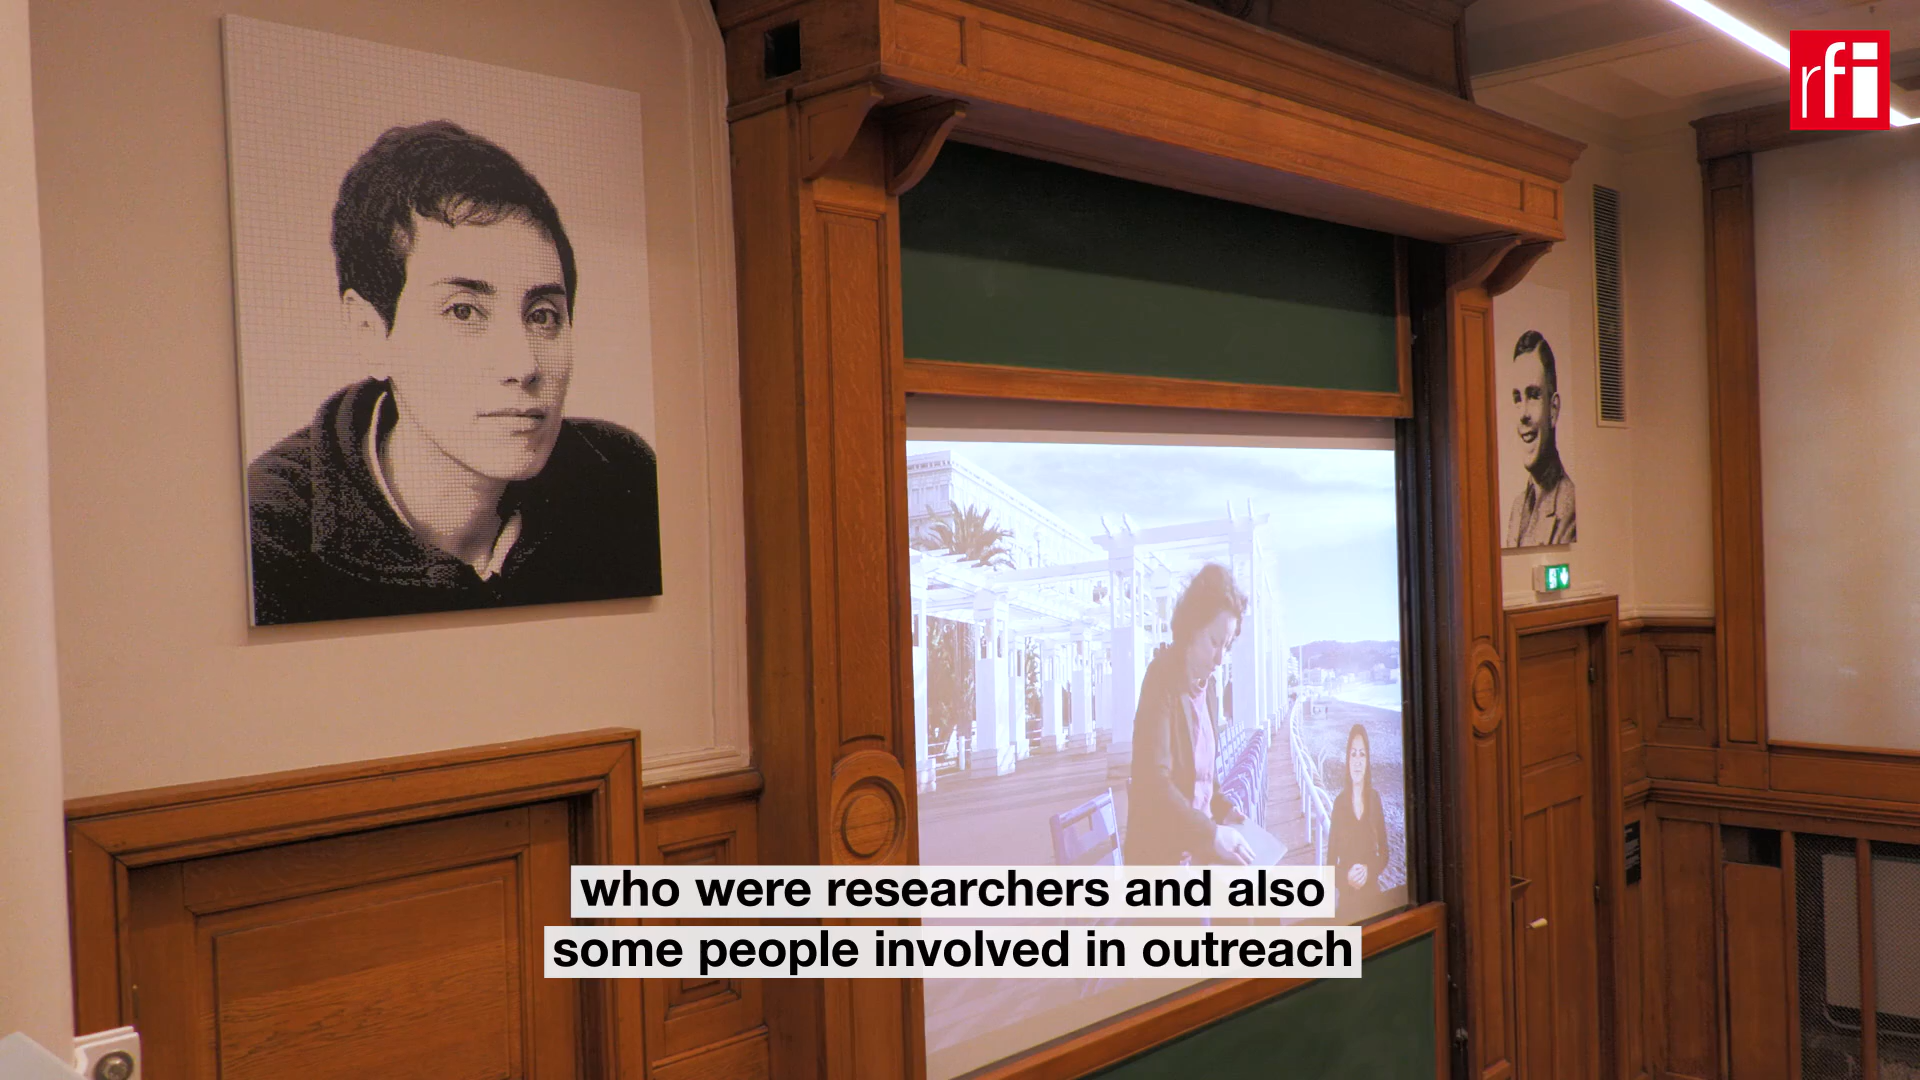 rfi
who were researchers and also
some people involved in outreach